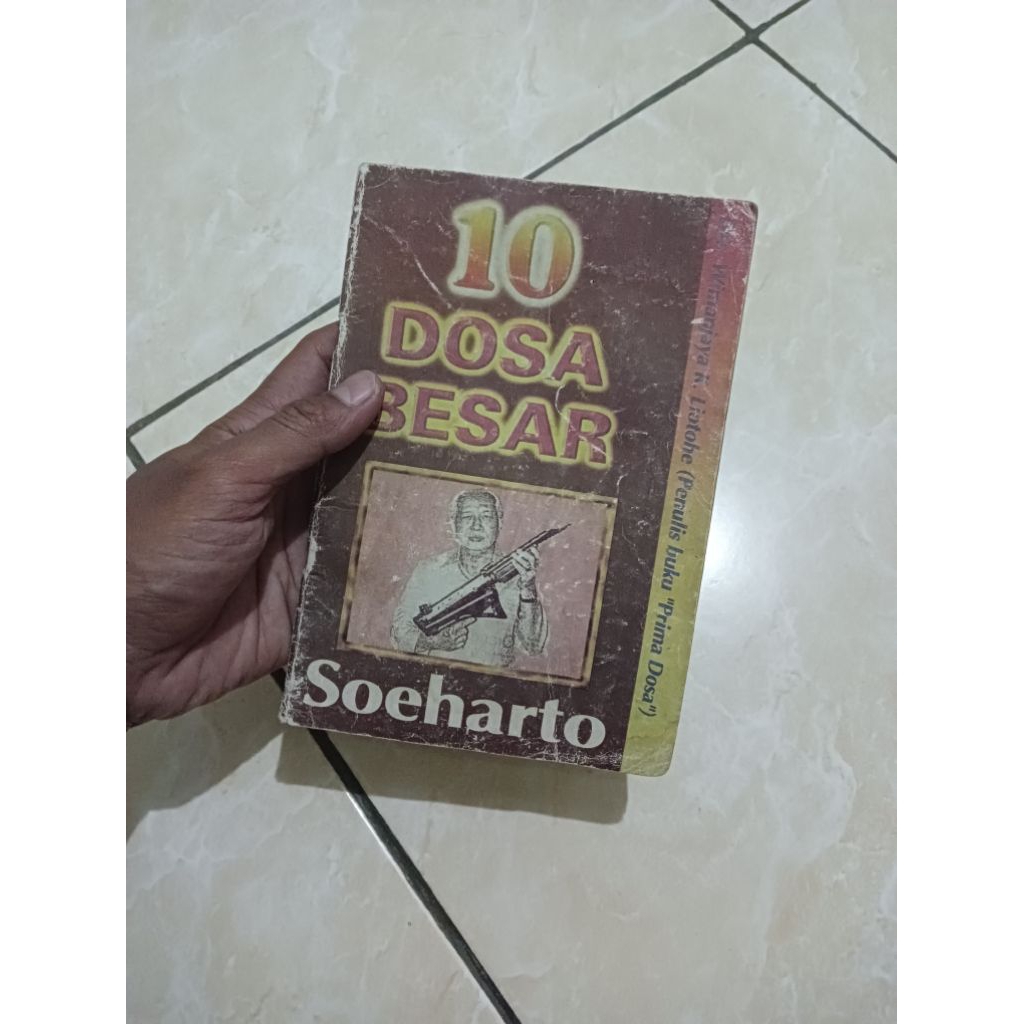 10
DOSA
BESAR
Soeharto
Wimanjaya K. Liotohe (Penulis buku "Prima Dosa")